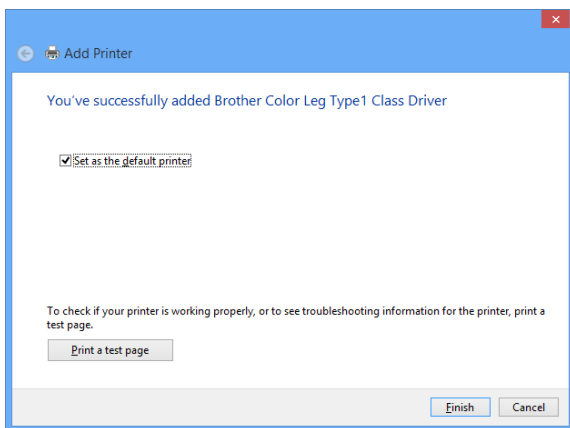 Add Printer
You've successfully added Brother Color Leg Type1 Class Driver
Set as the default printer
To check if your printer is working properly, or to see troubleshooting information for the printer, print a
test page.
Print a test page
Finish Cancel